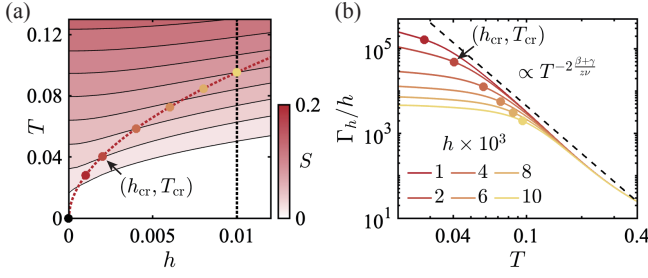 (a)
0.12
0.08
0.04
0
T
0
0.005
0.01
h
(h_cr, T_cr)
0.2
S
0
(b)
10^5
10^3
10^1
Γ_h/h
(h_cr, T_cr)
∝ T^{-2 \frac{β+γ}{zν}}
h × 10^3
1 4 8
2 6 10
0.04
0.1
0.4
T